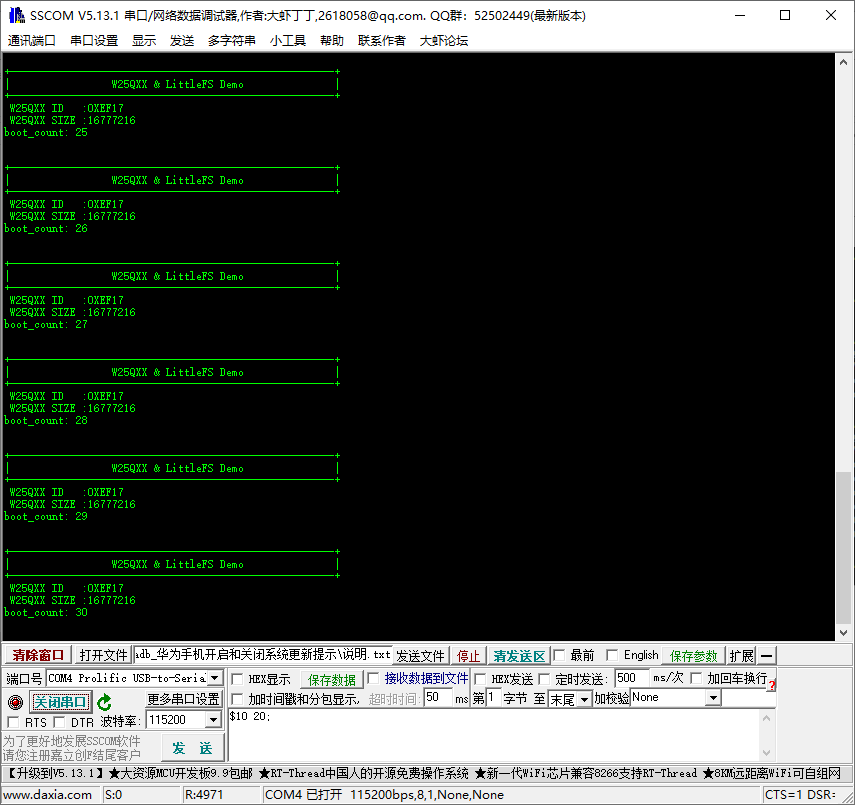 SSCOM V5.13.1 串口/网络数据调试器,作者:大虾丁丁,2618058@qq.com. QQ群: 52502449(最新版本)
通讯端口 串口设置 显示 发送 多字符串 小工具 帮助 联系作者 大虾论坛
W25QXX & LittleFS Demo
W25QXX ID :0XEF17
W25QXX SIZE :16777216
boot_count: 25
W25QXX & LittleFS Demo
W25QXX ID :0XEF17
W25QXX SIZE :16777216
boot_count: 26
W25QXX & LittleFS Demo
W25QXX ID :0XEF17
W25QXX SIZE :16777216
boot_count: 27
W25QXX & LittleFS Demo
W25QXX ID :0XEF17
W25QXX SIZE :16777216
boot_count: 28
W25QXX & LittleFS Demo
W25QXX ID :0XEF17
W25QXX SIZE :16777216
boot_count: 29
W25QXX & LittleFS Demo
W25QXX ID :0XEF17
W25QXX SIZE :16777216
boot_count: 30
清除窗口 打开文件 db_华为手机开启和关闭系统更新提示\说明.txt 发送文件 停止 清发送区 最前 English 保存参数 扩展 —
端口号 COM4 Prolific USB-to-Seria HEX显示 保存数据 接收数据到文件 HEX发送 定时发送: 500 ms/次 加回车换行
关闭串口 更多串口设置 加时间戳和分包显示, 超时时间: 50 ms 第1 字节 至 末尾 加校验 None
RTS DTR 波特率: 115200 $10 20;
为了更好地发展SSCOM软件
请您注册嘉立创F结尾客户
发 送
【升级到V5.13.1】★大资源MCU开发板9.9包邮 ★RT-Thread中国人的开源免费操作系统 ★新一代WiFi芯片兼容8266支持RT-Thread ★8KM远距离WiFi可自组网
www.daxia.com S:0 R:4971 COM4 已打开 115200bps,8,1,None,None CTS=1 DSR=